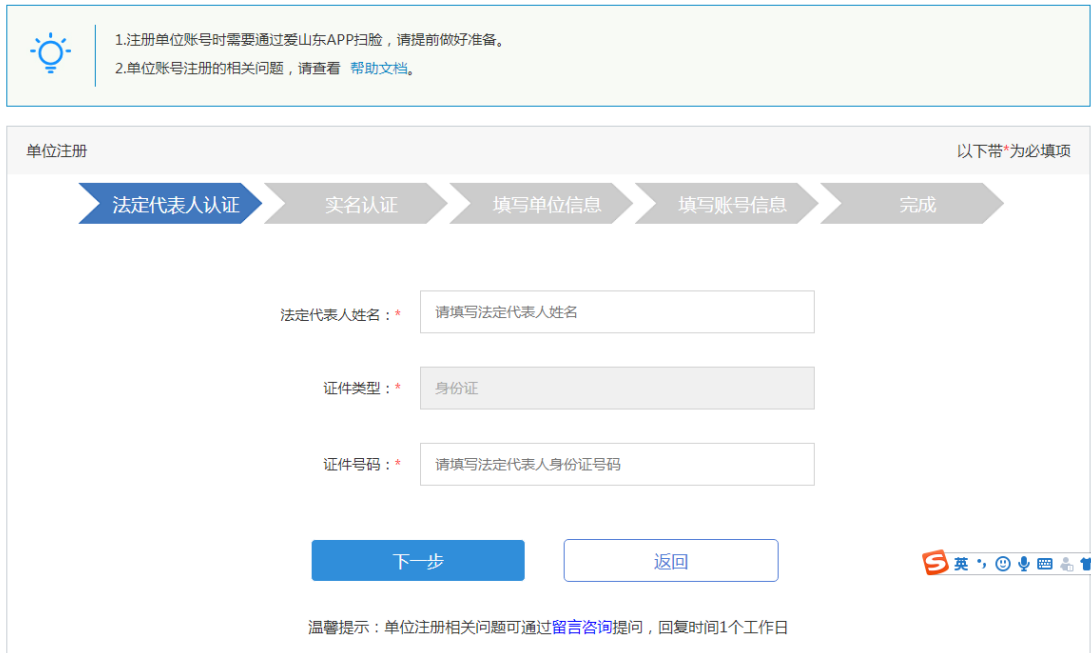 1.注册单位账号时需要通过爱山东APP扫脸，请提前做好准备。
2.单位账号注册的相关问题，请查看 帮助文档。
单位注册 以下带*为必填项
法定代表人认证 实名认证 填写单位信息 填写账号信息 完成
法定代表人姓名：* 请填写法定代表人姓名
证件类型：* 身份证
证件号码：* 请填写法定代表人身份证号码
下一步 返回
S 英
温馨提示：单位注册相关问题可通过留言咨询提问，回复时间1个工作日